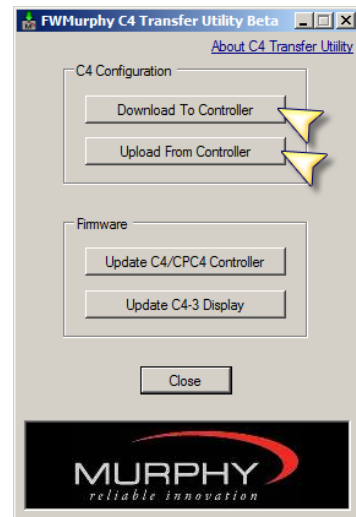 FWMurphy C4 Transfer Utility Beta
About C4 Transfer Utility
C4 Configuration
Download To Controller
Upload From Controller
Firmware
Update C4/CPC4 Controller
Update C4-3 Display
Close
MURPHY
reliable innovation